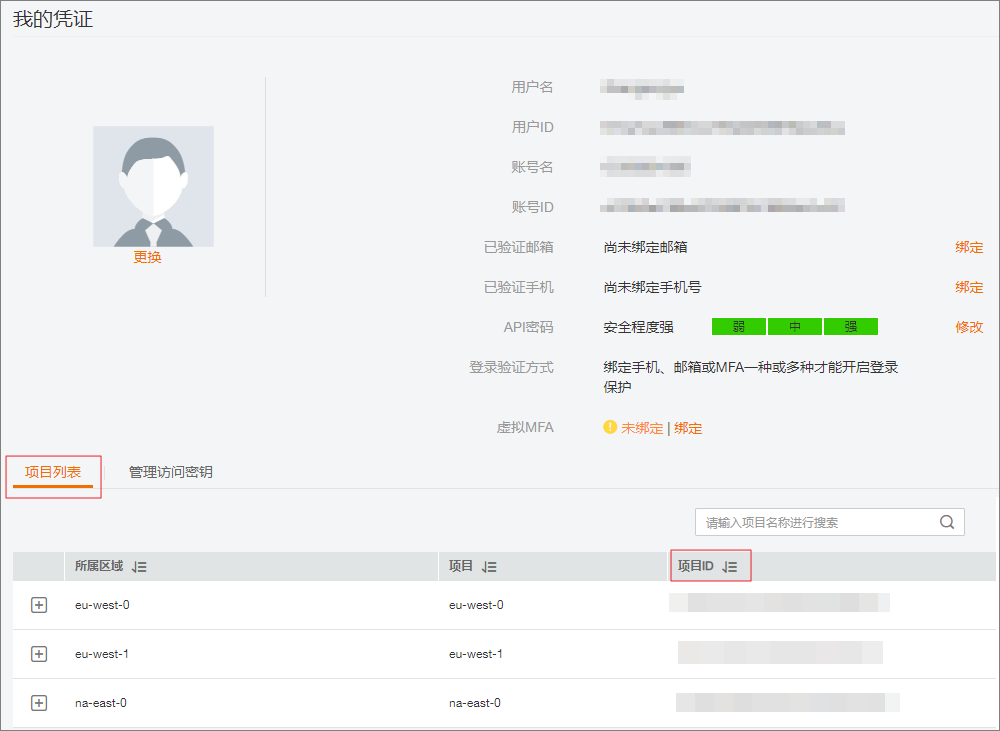 我的凭证
用户名
用户ID
账号名
账号ID
已验证邮箱 尚未绑定邮箱 绑定
更换
已验证手机 尚未绑定手机号 绑定
API密码 安全程度强 弱 中 强 修改
登录验证方式 绑定手机、邮箱或MFA一种或多种才能开启登录
保护
虚拟MFA 未绑定 | 绑定
项目列表 管理访问密钥
请输入项目名称进行搜索
所属区域 项目 项目ID
eu-west-0 eu-west-0
eu-west-1 eu-west-1
na-east-0 na-east-0